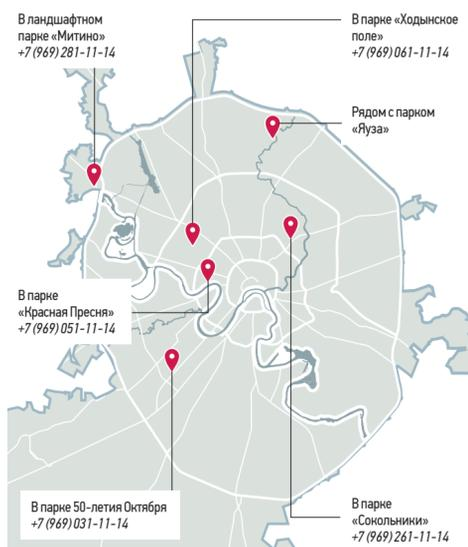 В ландшафтном
парке «Митино»
+7 (969) 281-11-14
В парке «Ходынское
поле»
+7 (969) 061-11-14
Рядом с парком
«Яуза»
В парке
«Красная Пресня»
+7 (969) 051-11-14
В парке 50-летия Октября
+7 (969) 031-11-14
В парке
«Сокольники»
+7 (969) 261-11-14